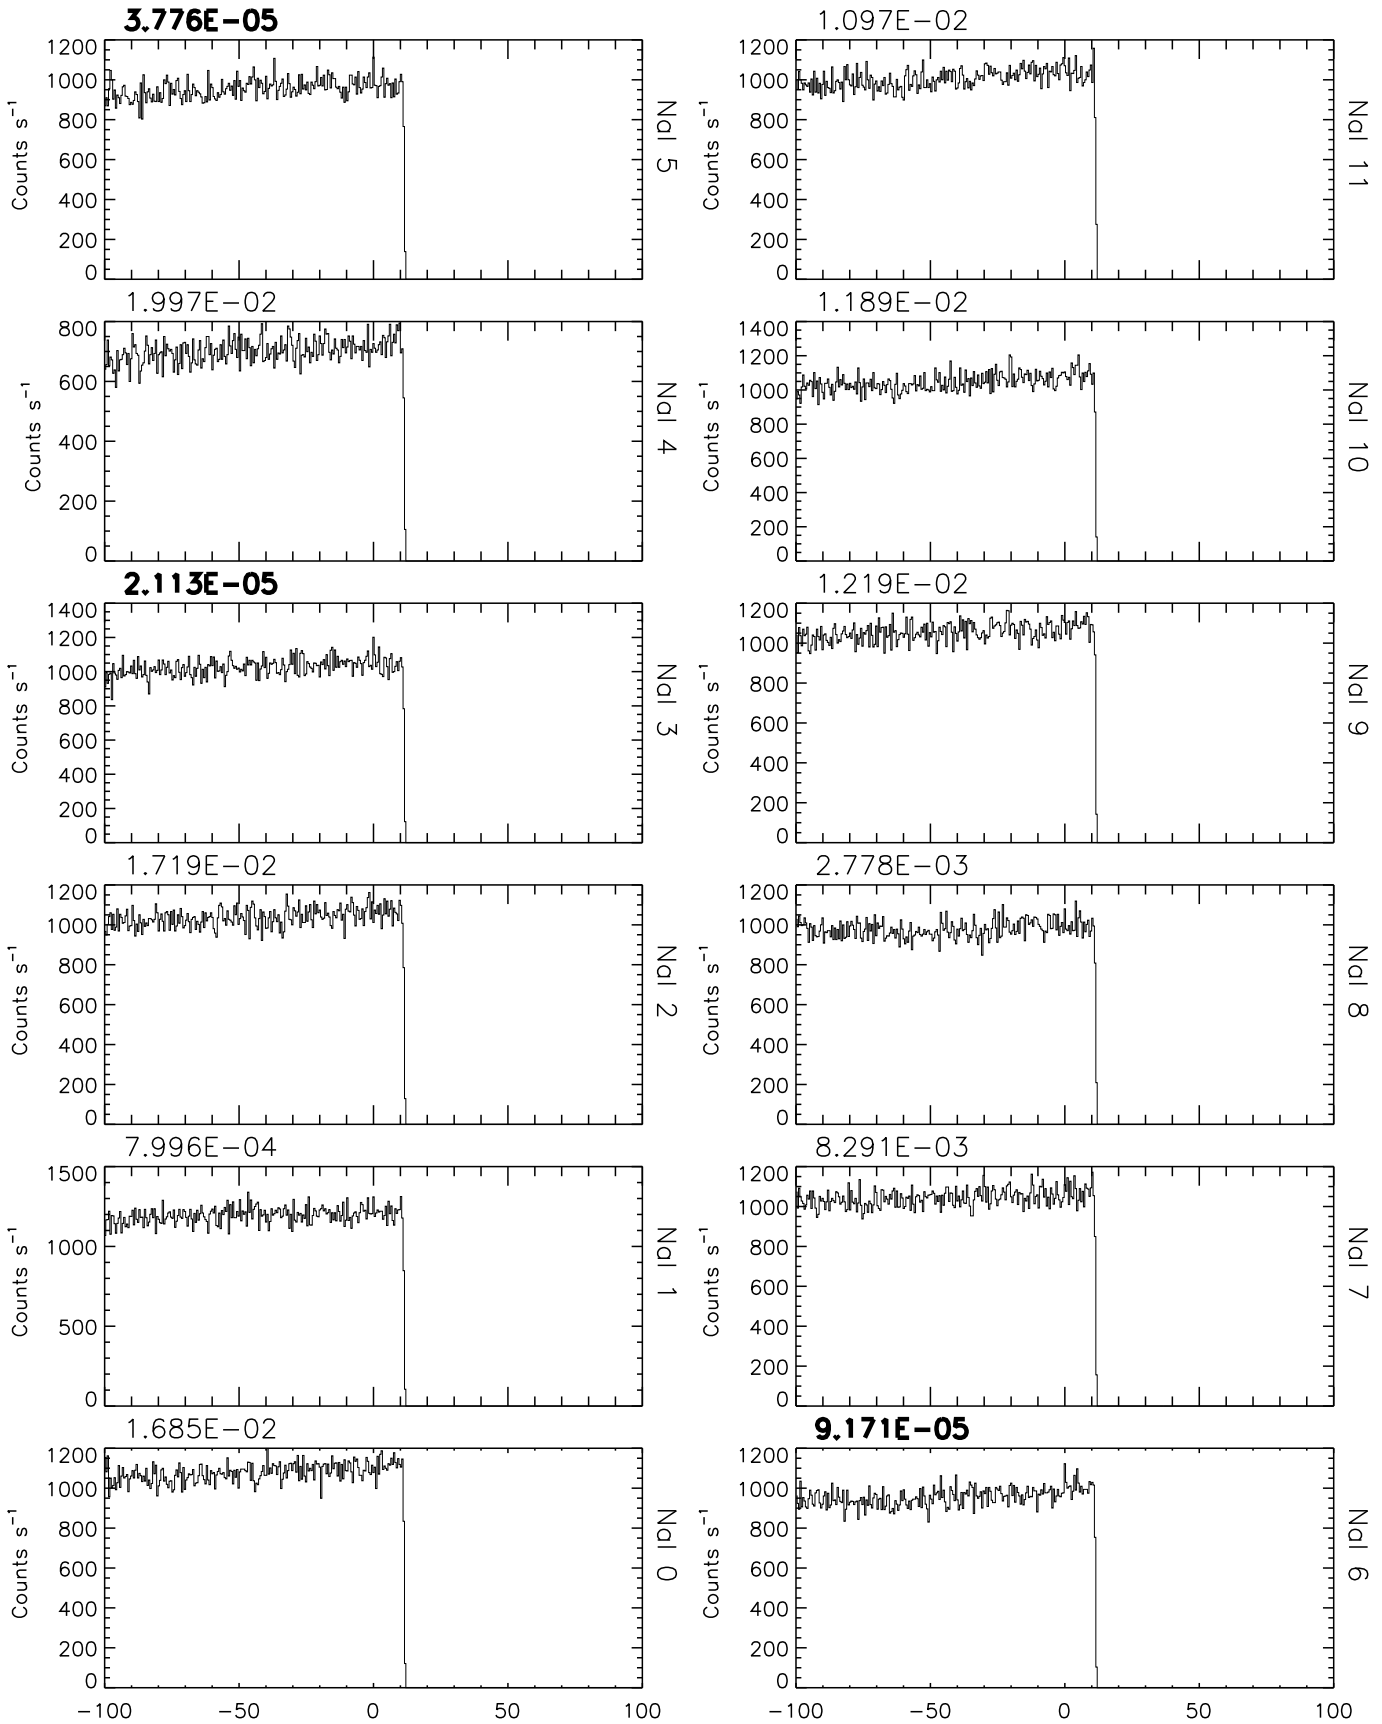 3.776E-05
1200
1000
800
600
400
200
0
Counts s⁻¹
NaI 5
1.097E-02
1200
1000
800
600
400
200
0
Counts s⁻¹
NaI 11
1.997E-02
800
600
400
200
0
Counts s⁻¹
NaI 4
1.189E-02
1400
1200
1000
800
600
400
200
0
Counts s⁻¹
NaI 10
2.113E-05
1400
1200
1000
800
600
400
200
0
Counts s⁻¹
NaI 3
1.219E-02
1200
1000
800
600
400
200
0
Counts s⁻¹
NaI 9
1.719E-02
1200
1000
800
600
400
200
0
Counts s⁻¹
NaI 2
2.778E-03
1200
1000
800
600
400
200
0
Counts s⁻¹
NaI 8
7.996E-04
1500
1000
500
0
Counts s⁻¹
NaI 1
8.291E-03
1200
1000
800
600
400
200
0
Counts s⁻¹
NaI 7
1.685E-02
1200
1000
800
600
400
200
0
Counts s⁻¹
NaI 0
-100 -50 0 50 100
9.171E-05
1200
1000
800
600
400
200
0
Counts s⁻¹
NaI 6
-100 -50 0 50 100